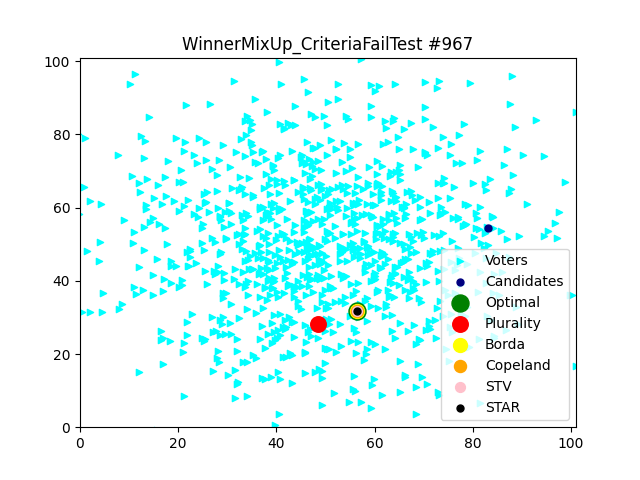 WinnerMixUp_CriteriaFailTest #967
100
80
60
40
20
0
0
20
40
60
80
100
Voters
Candidates
Optimal
Plurality
Borda
Copeland
STV
STAR